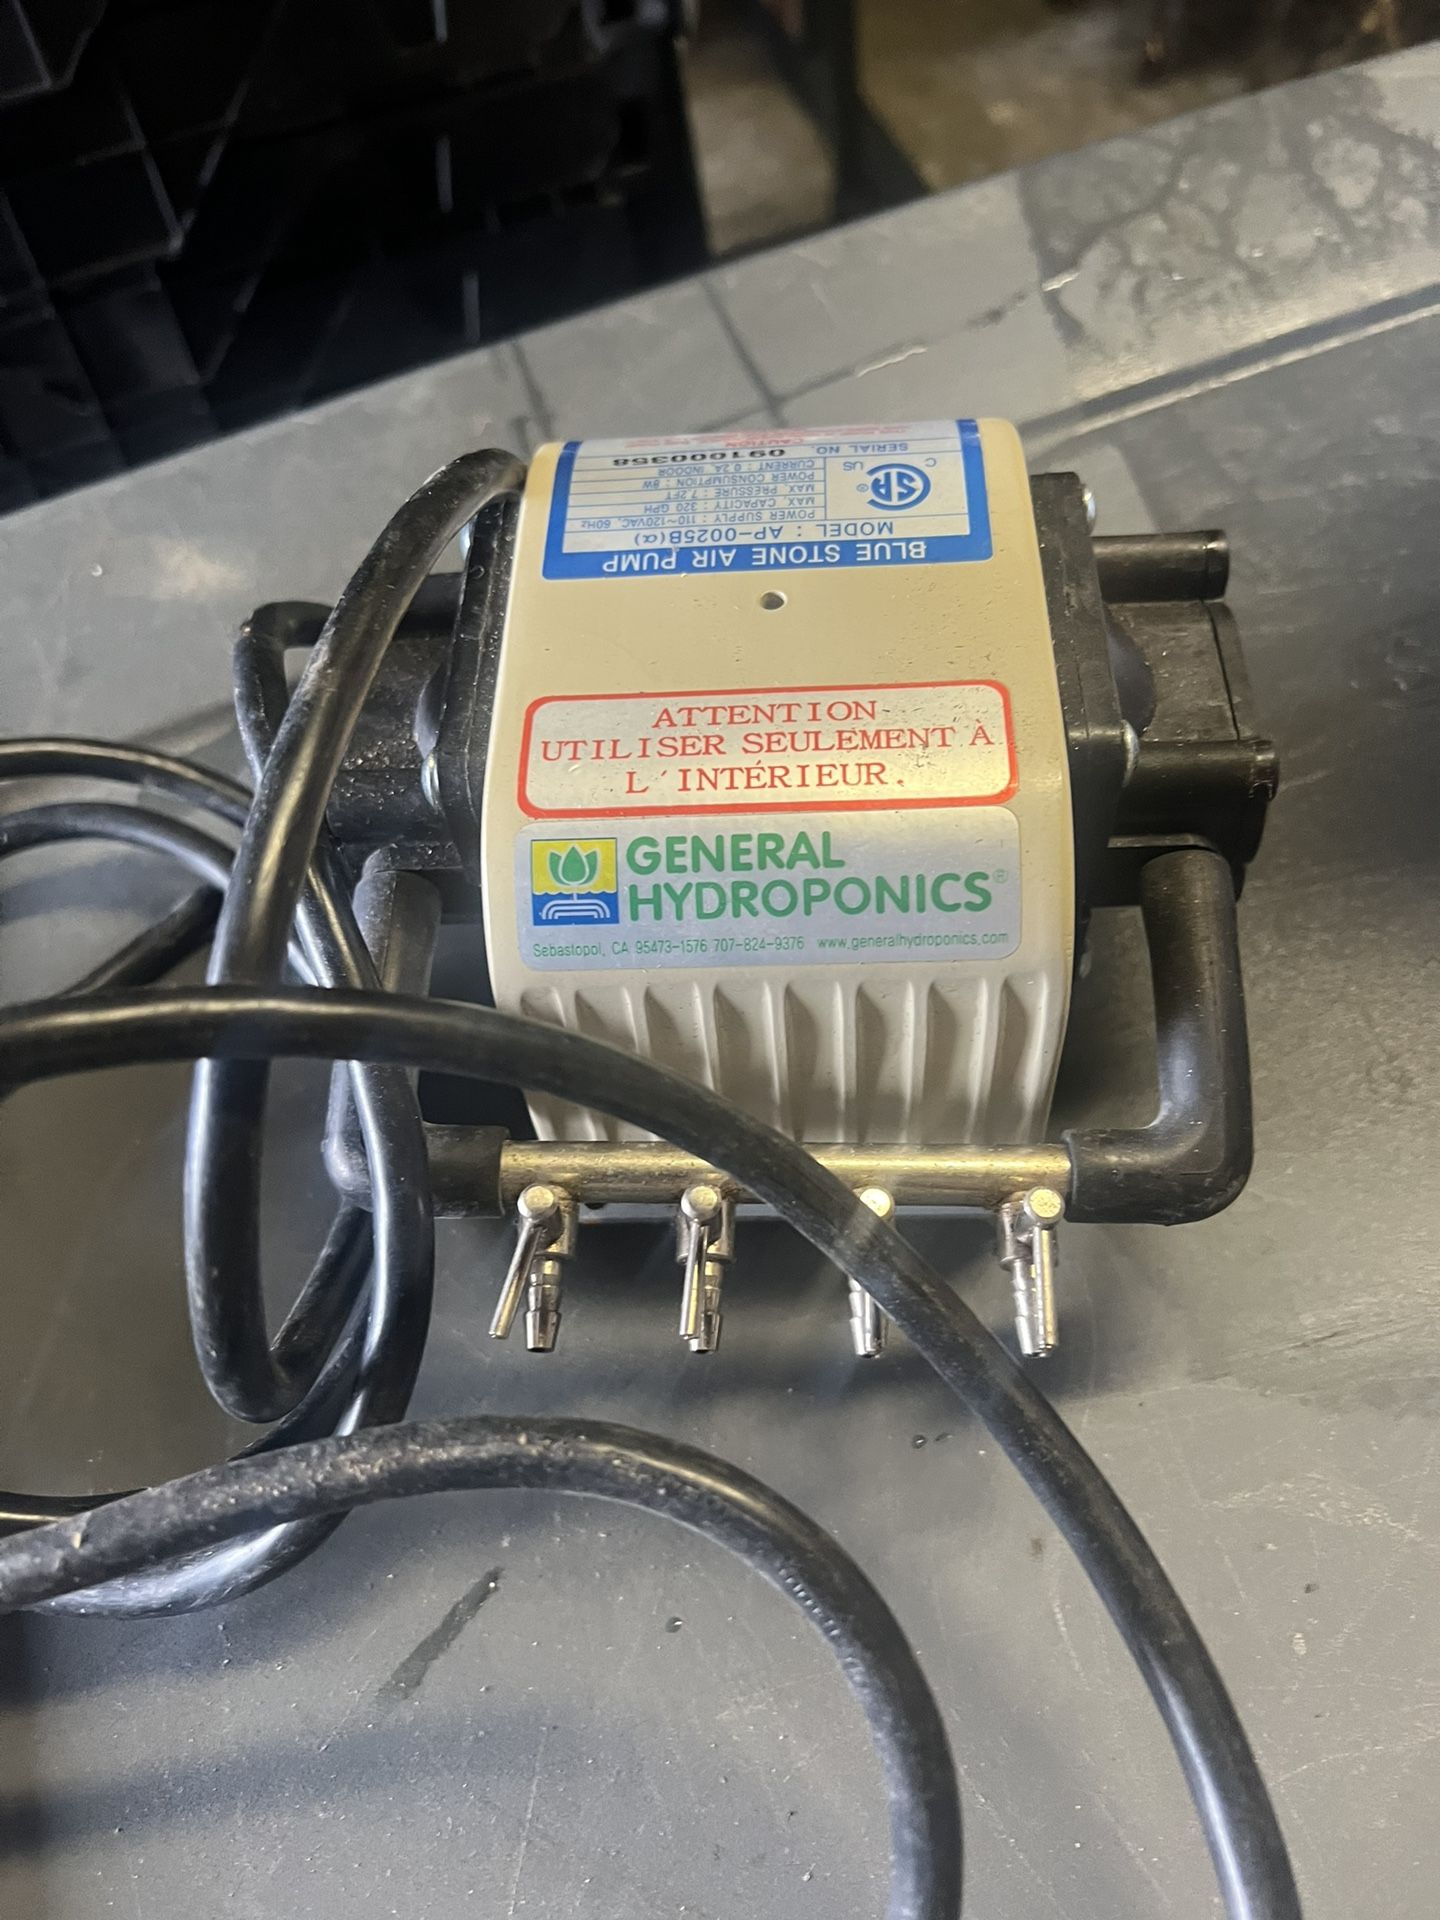 BLUE STONE AIR PUMP
MODEL : AP-0025B(α)
POWER SUPPLY : 110~120VAC, 60Hz
MAX. CAPACITY : 320 GPH
MAX. PRESSURE : 7.2FT
POWER CONSUMPTION : 8W
CURRENT : 0.2A, INDOOR
SERIAL NO. 091000358
CAUTION
C SA ® US
ATTENTION
UTILISER SEULEMENT À
L'INTÉRIEUR.
GENERAL
HYDROPONICS®
Sebastopol, CA 95473-1576 707-824-9376 www.generalhydroponics.com